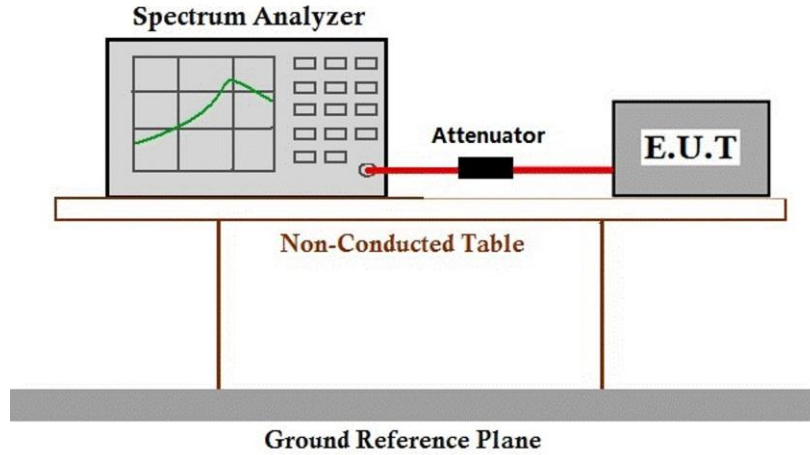 Spectrum Analyzer
Attenuator
E.U.T
Non-Conducted Table
Ground Reference Plane